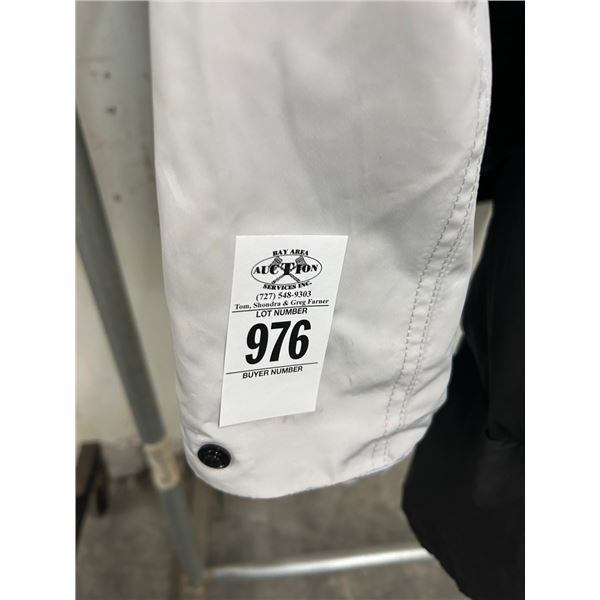 BAY AREA
AUCTION
SERVICES INC.
(727) 548-9303
Tom, Shondra & Greg Farner
LOT NUMBER
976
BUYER NUMBER